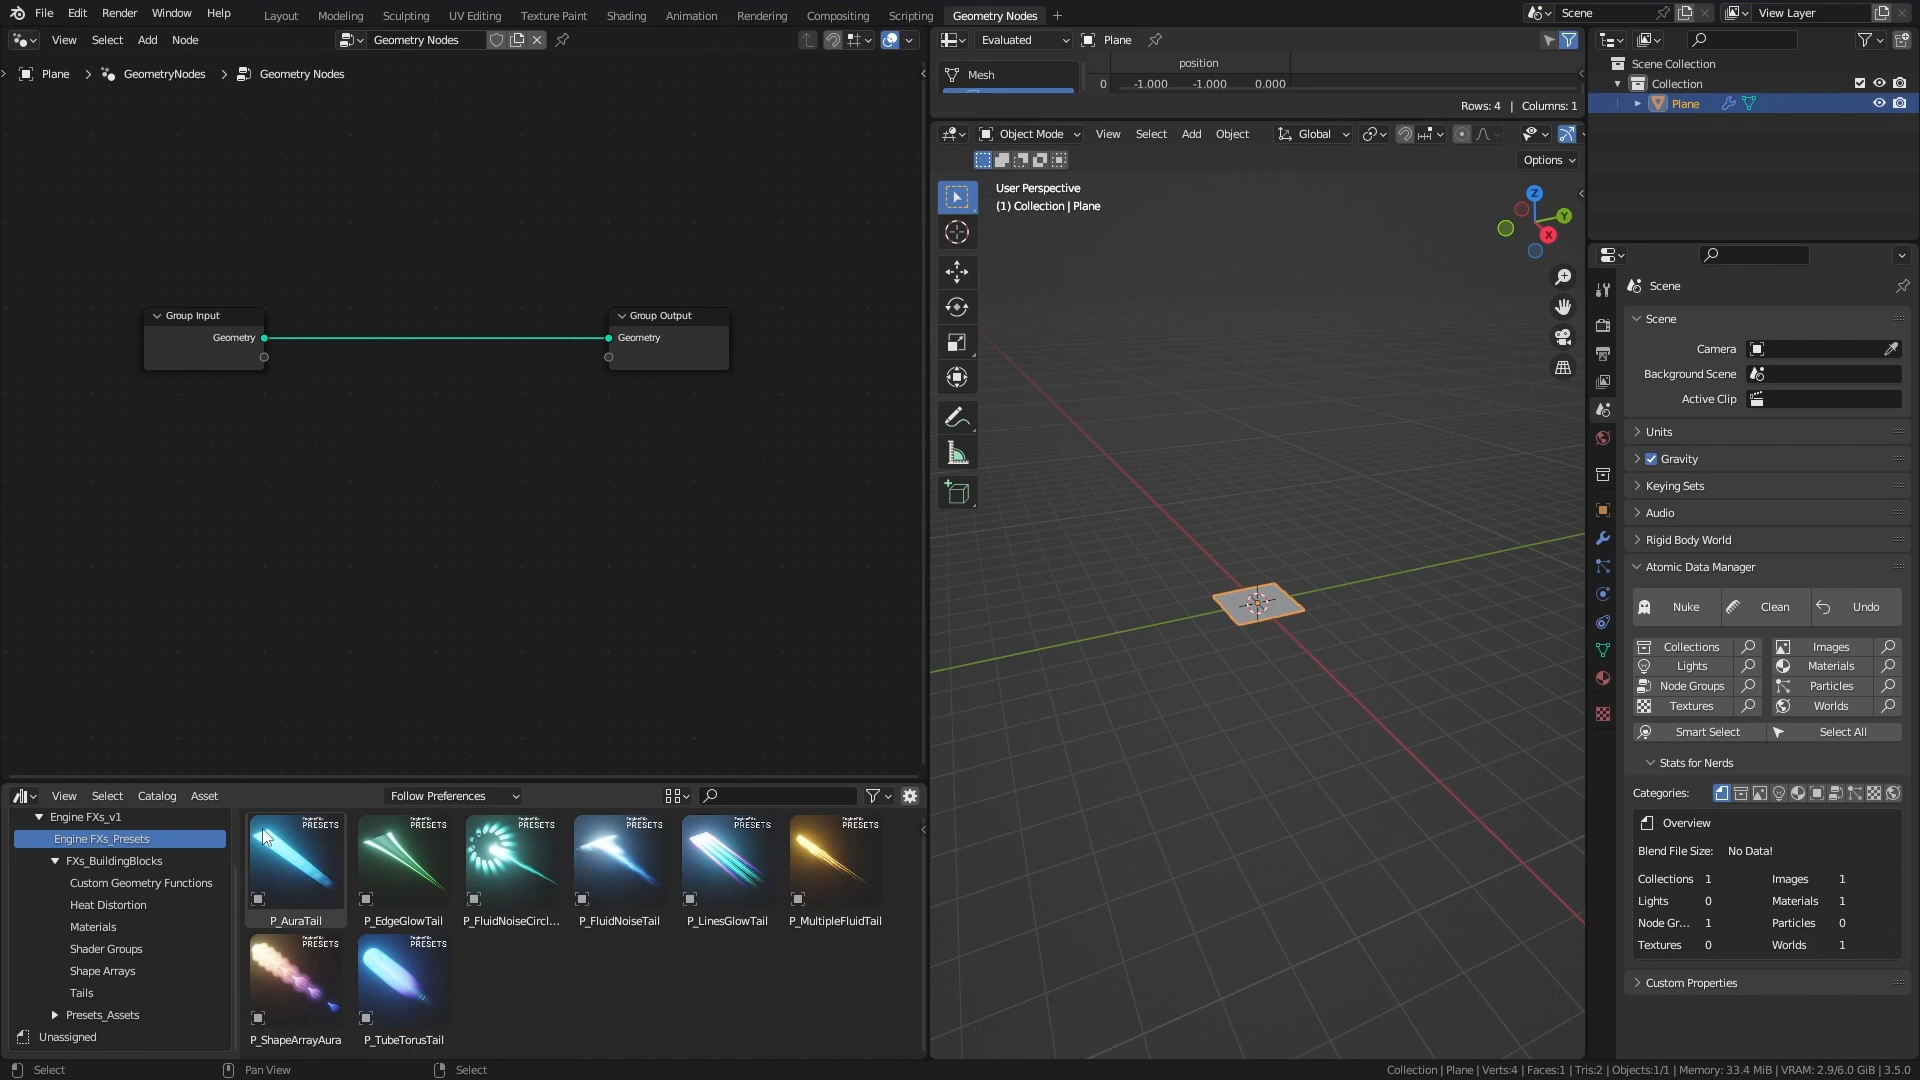 File Edit Render Window Help Layout Modeling Sculpting UV Editing Texture Paint Shading Animation Rendering Compositing Scripting Geometry Nodes + Scene View Layer
View Select Add Node Geometry Nodes
Plane > GeometryNodes > Geometry Nodes
Group Input
Geometry
Group Output
Geometry
Evaluated Plane
Mesh
position
0 -1.000 -1.000 0.000
Rows: 4 | Columns: 1
Object Mode View Select Add Object Global
Options
User Perspective
(1) Collection | Plane
Z
Y
X
Scene Collection
Collection
Plane
Scene
Scene
Camera
Background Scene
Active Clip
Units
Gravity
Keying Sets
Audio
Rigid Body World
Atomic Data Manager
Nuke Clean Undo
Collections Images
Lights Materials
Node Groups Particles
Textures Worlds
Smart Select Select All
Stats for Nerds
Categories:
Overview
Blend File Size: No Data!
Collections 1 Images 1
Lights 0 Materials 1
Node Gr... 1 Particles 0
Textures 0 Worlds 1
Custom Properties
View Select Catalog Asset Follow Preferences
Engine FXs_v1
Engine FXs_Presets
FXs_BuildingBlocks
Custom Geometry Functions
Heat Distortion
Materials
Shader Groups
Shape Arrays
Tails
Presets_Assets
Unassigned
PRESETS PRESETS PRESETS PRESETS PRESETS PRESETS
P_AuraTail P_EdgeGlowTail P_FluidNoiseCircl... P_FluidNoiseTail P_LinesGlowTail P_MultipleFluidTail
PRESETS PRESETS
P_ShapeArrayAura P_TubeTorusTail
Select Pan View Select
Collection | Plane | Verts:4 | Faces:1 | Tris:2 | Objects:1/1 | Memory: 33.4 MiB | VRAM: 2.9/6.0 GiB | 3.5.0